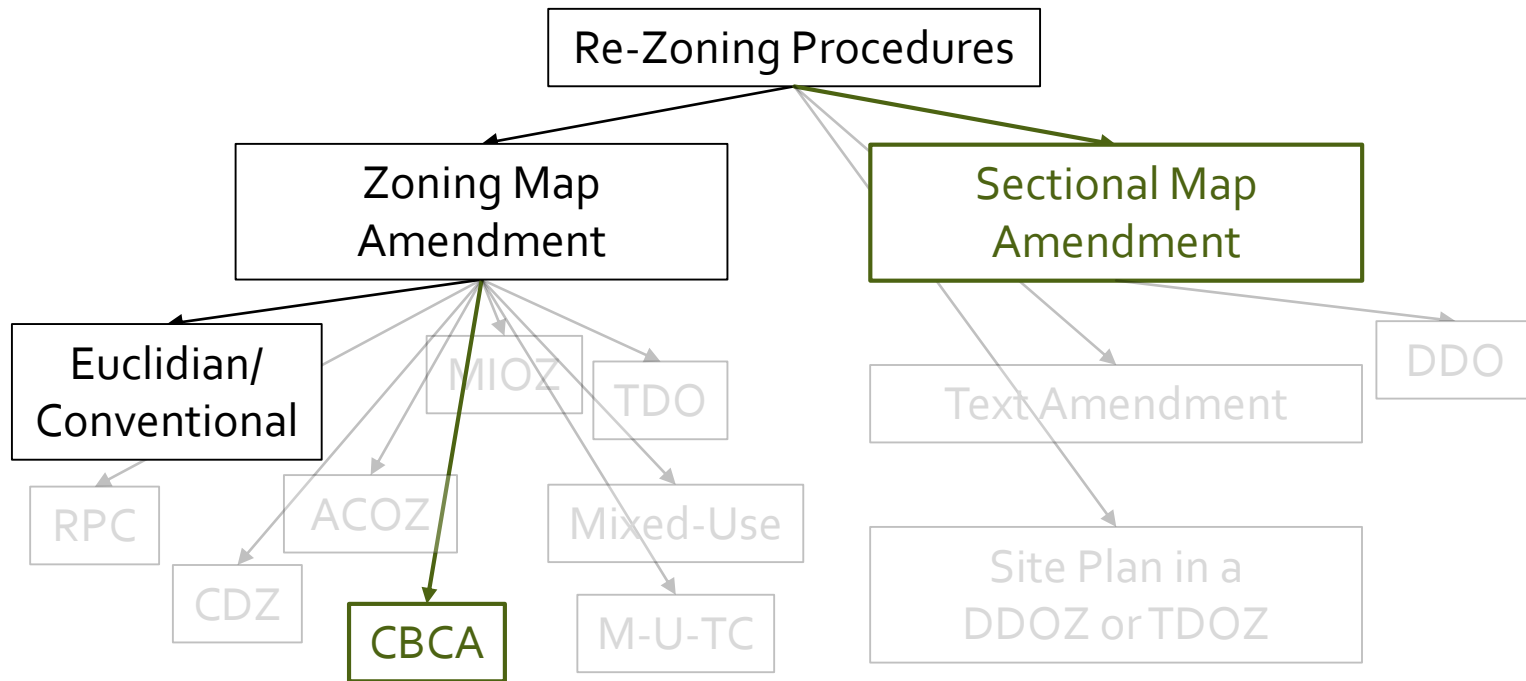 Re-Zoning Procedures
Zoning Map
Amendment
Sectional Map
Amendment
Euclidian/
Conventional
MIOZ
TDO
Text Amendment
DDO
RPC
ACOZ
Mixed-Use
CDZ
CBCA
M-U-TC
Site Plan in a
DDOZ or TDOZ